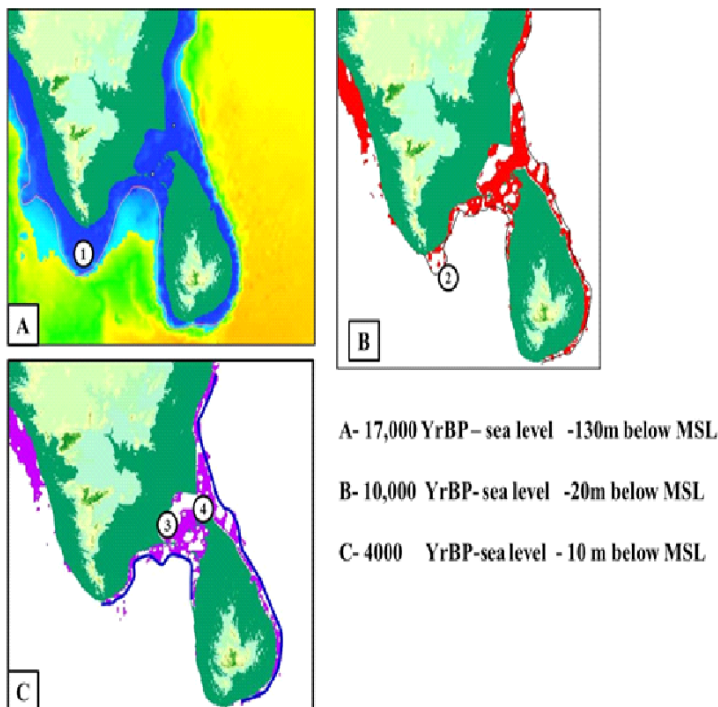 1
A
2
B
3
4
C
A- 17,000 YrBP – sea level -130m below MSL
B- 10,000 YrBP- sea level -20m below MSL
C- 4000 YrBP-sea level - 10 m below MSL